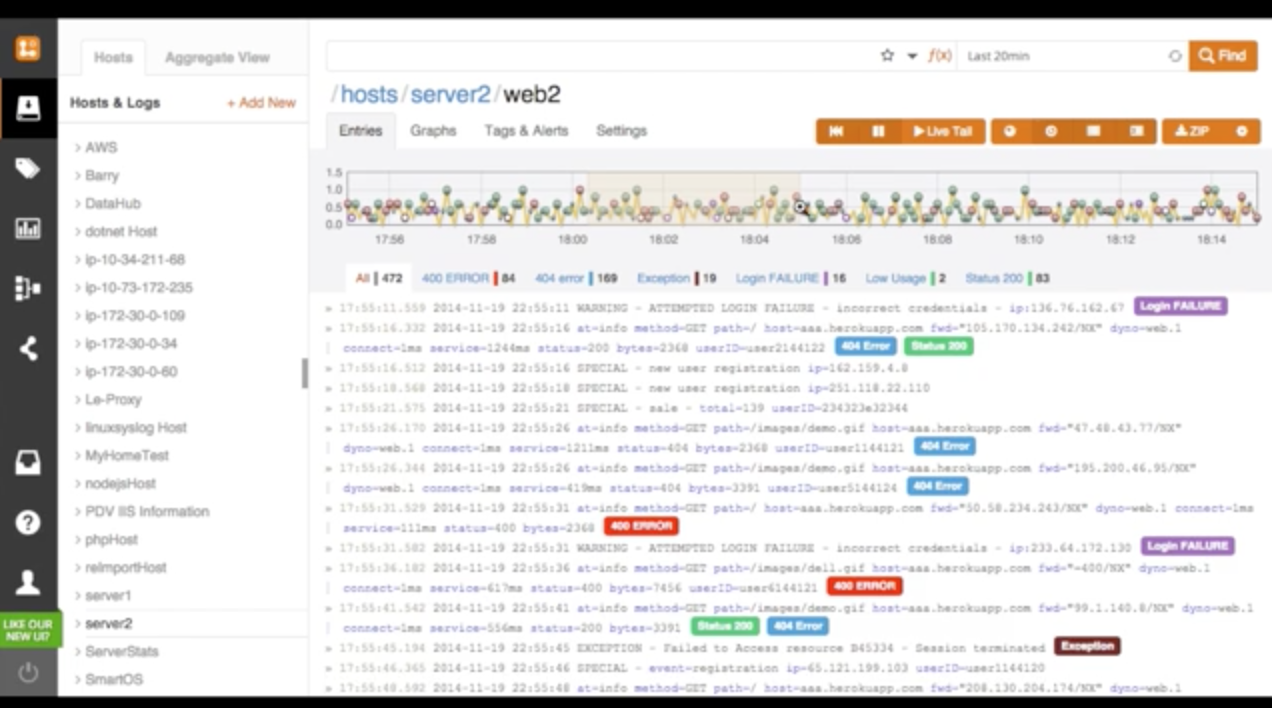 Hosts
Aggregate View
Hosts & Logs
+ Add New
AWS
Barry
DataHub
dotnet Host
ip-10-34-211-68
ip-10-73-172-235
ip-172-30-0-109
ip-172-30-0-34
ip-172-30-0-60
Le-Proxy
linuxsyslog Host
MyHomeTest
nodejsHost
PDV IIS Information
phpHost
reimportHost
server1
server2
ServerStats
SmartOS
LIKE OUR
NEW UI?
f(x) Last 20min Find
/hosts/server2/web2
Entries Graphs Tags & Alerts Settings
Live Tail ZIP
1.5
1.0
0.5
0.0
17:56 17:58 18:00 18:02 18:04 18:06 18:08 18:10 18:12 18:14
All 472 400 ERROR 84 404 error 169 Exception 19 Login FAILURE 16 Low Usage 2 Status 200 83
» 17:55:11.559 2014-11-19 22:55:11 WARNING - ATTEMPTED LOGIN FAILURE - incorrect credentials - ip:136.76.162.67 Login FAILURE
» 17:55:16.332 2014-11-19 22:55:16 at=info method=GET path=/ host=aaa.herokuapp.com fwd="105.170.134.242/NX" dyno=web.1
connect=1ms service=1244ms status=200 bytes=2368 userID=user2144122 404 Error Status 200
» 17:55:16.512 2014-11-19 22:55:16 SPECIAL - new user registration ip=162.159.4.8
» 17:55:18.568 2014-11-19 22:55:18 SPECIAL - new user registration ip=251.118.22.110
» 17:55:21.575 2014-11-19 22:55:21 SPECIAL - sale - total=139 userID=234323e32344
» 17:55:26.170 2014-11-19 22:55:26 at=info method=GET path=/images/demo.gif host=aaa.herokuapp.com fwd="47.48.43.77/NX"
dyno=web.1 connect=1ms service=1211ms status=404 bytes=2368 userID=user1144121 404 Error
» 17:55:26.344 2014-11-19 22:55:26 at=info method=GET path=/images/demo.gif host=aaa.herokuapp.com fwd="195.200.46.95/NX"
dyno=web.1 connect=1ms service=419ms status=404 bytes=3391 userID=user5144124 404 Error
» 17:55:31.529 2014-11-19 22:55:31 at=info method=GET path=/ host=aaa.herokuapp.com fwd="50.58.234.243/NX" dyno=web.1 connect=1ms
service=111ms status=400 bytes=2368 400 ERROR
» 17:55:31.582 2014-11-19 22:55:31 WARNING - ATTEMPTED LOGIN FAILURE - incorrect credentials - ip:233.64.172.130 Login FAILURE
» 17:55:36.182 2014-11-19 22:55:36 at=info method=GET path=/images/dell.gif host=aaa.herokuapp.com fwd="-400/NX" dyno=web.1
connect=1ms service=617ms status=400 bytes=7456 userID=user6144121 400 ERROR
» 17:55:41.542 2014-11-19 22:55:41 at=info method=GET path=/images/demo.gif host=aaa.herokuapp.com fwd="99.1.140.8/NX" dyno=web.1
connect=1ms service=556ms status=200 bytes=3391 Status 200 404 Error
» 17:55:45.194 2014-11-19 22:55:45 EXCEPTION - Failed to Access resource B45334 - Session terminated Exception
» 17:55:46.365 2014-11-19 22:55:46 SPECIAL - event=registration ip=65.121.199.103 userID=user1144120
» 17:55:48.592 2014-11-19 22:55:48 at=info method=GET path=/ host=aaa.herokuapp.com fwd="208.130.204.174/NX" dyno=web.1